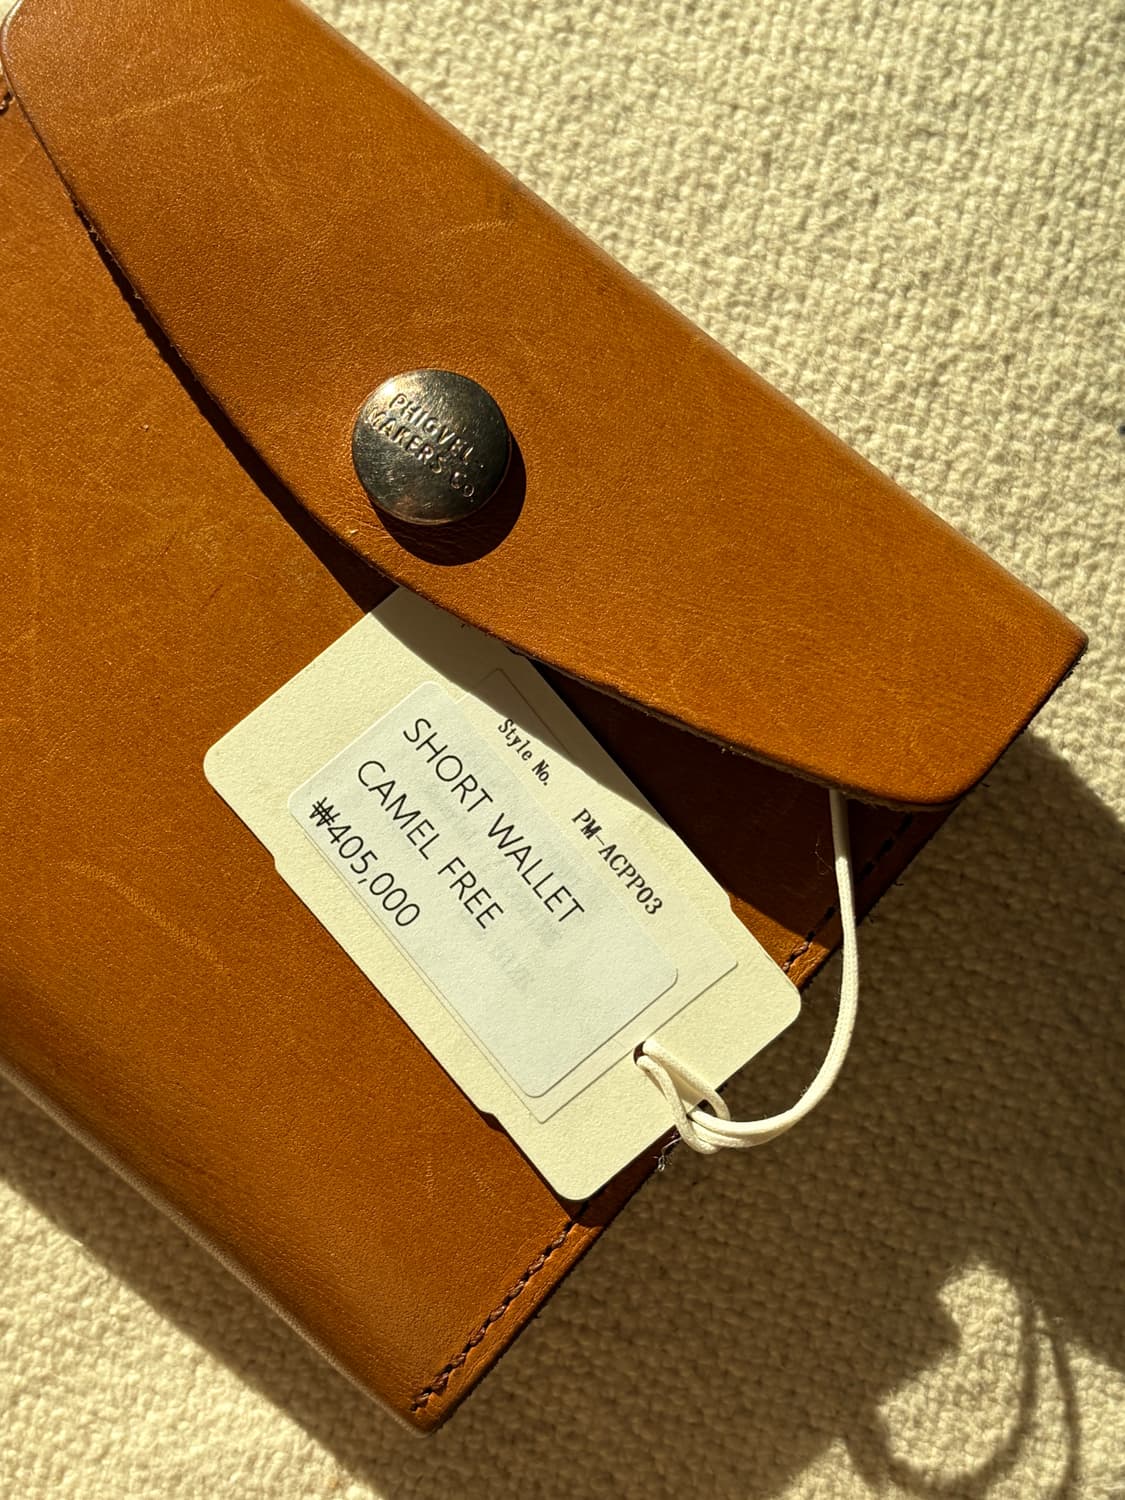 PHIGVEL
MAKERS Co.
Style No. PM-ACPP03
SHORT WALLET
CAMEL FREE
₩405,000